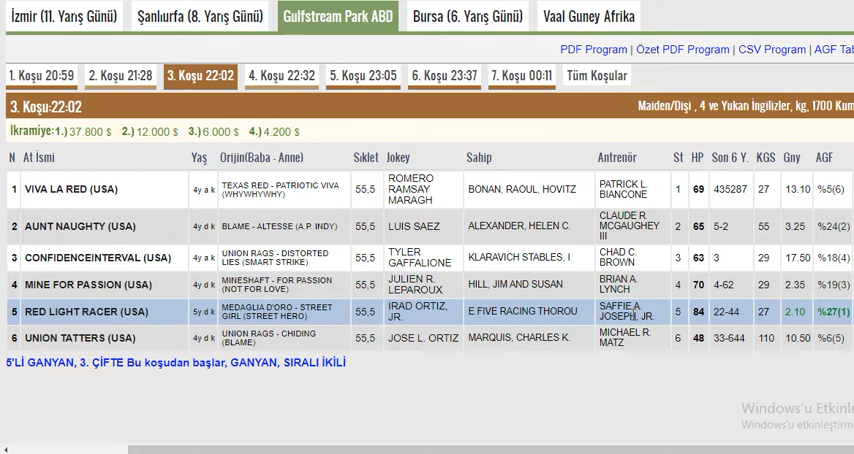 İzmir (11. Yarış Günü) Şanlıurfa (8. Yarış Günü) Gulfstream Park ABD Bursa (6. Yarış Günü) Vaal Guney Afrika
PDF Program | Özet PDF Program | CSV Program | AGF Tab
1. Koşu 20:59 2. Koşu 21:28 3. Koşu 22:02 4. Koşu 22:32 5. Koşu 23:05 6. Koşu 23:37 7. Koşu 00:11 Tüm Koşular
3. Koşu:22:02 Maiden/Dişi , 4 ve Yukarı İngilizler, kg, 1700 Kum
Ikramiye:1.) 37.800 $ 2.) 12.000 $ 3.) 6.000 $ 4.) 4.200 $
N At İsmi Yaş Orijin(Baba - Anne) Sıklet Jokey Sahip Antrenör St HP Son 6 Y. KGS Gny AGF
1 VIVA LA RED (USA) 4y a k TEXAS RED - PATRIOTIC VIVA (WHYWHYWHY) 55,5 ROMERO RAMSAY MARAGH BONAN, RAOUL, HOVITZ PATRICK L. BIANCONE 1 69 435287 27 13.10 %5(6)
2 AUNT NAUGHTY (USA) 4y d k BLAME - ALTESSE (A.P. INDY) 55,5 LUIS SAEZ ALEXANDER, HELEN C. CLAUDE R. MCGAUGHEY III 2 65 5-2 55 3.25 %24(2)
3 CONFIDENCEINTERVAL (USA) 4y a k UNION RAGS - DISTORTED LIES (SMART STRIKE) 55,5 TYLER GAFFALIONE KLARAVICH STABLES, I CHAD C. BROWN 3 63 3 29 17.50 %18(4)
4 MINE FOR PASSION (USA) 4y d k MINESHAFT - FOR PASSION (NOT FOR LOVE) 55,5 JULIEN R. LEPAROUX HILL, JIM AND SUSAN BRIAN A. LYNCH 4 70 4-62 29 2.35 %19(3)
5 RED LIGHT RACER (USA) 5y d k MEDAGLIA D'ORO - STREET GIRL (STREET HERO) 55,5 IRAD ORTIZ, JR. E FIVE RACING THOROU SAFFIE A. JOSEPH, JR. 5 84 22-44 27 2.10 %27(1)
6 UNION TATTERS (USA) 4y d k UNION RAGS - CHIDING (BLAME) 55,5 JOSE L. ORTIZ MARQUIS, CHARLES K. MICHAEL R. MATZ 6 48 33-644 110 10.50 %6(5)
5'Lİ GANYAN, 3. ÇİFTE Bu koşudan başlar, GANYAN, SIRALI İKİLİ
Windows'u Etkinle
Windows'u etkinleştirm